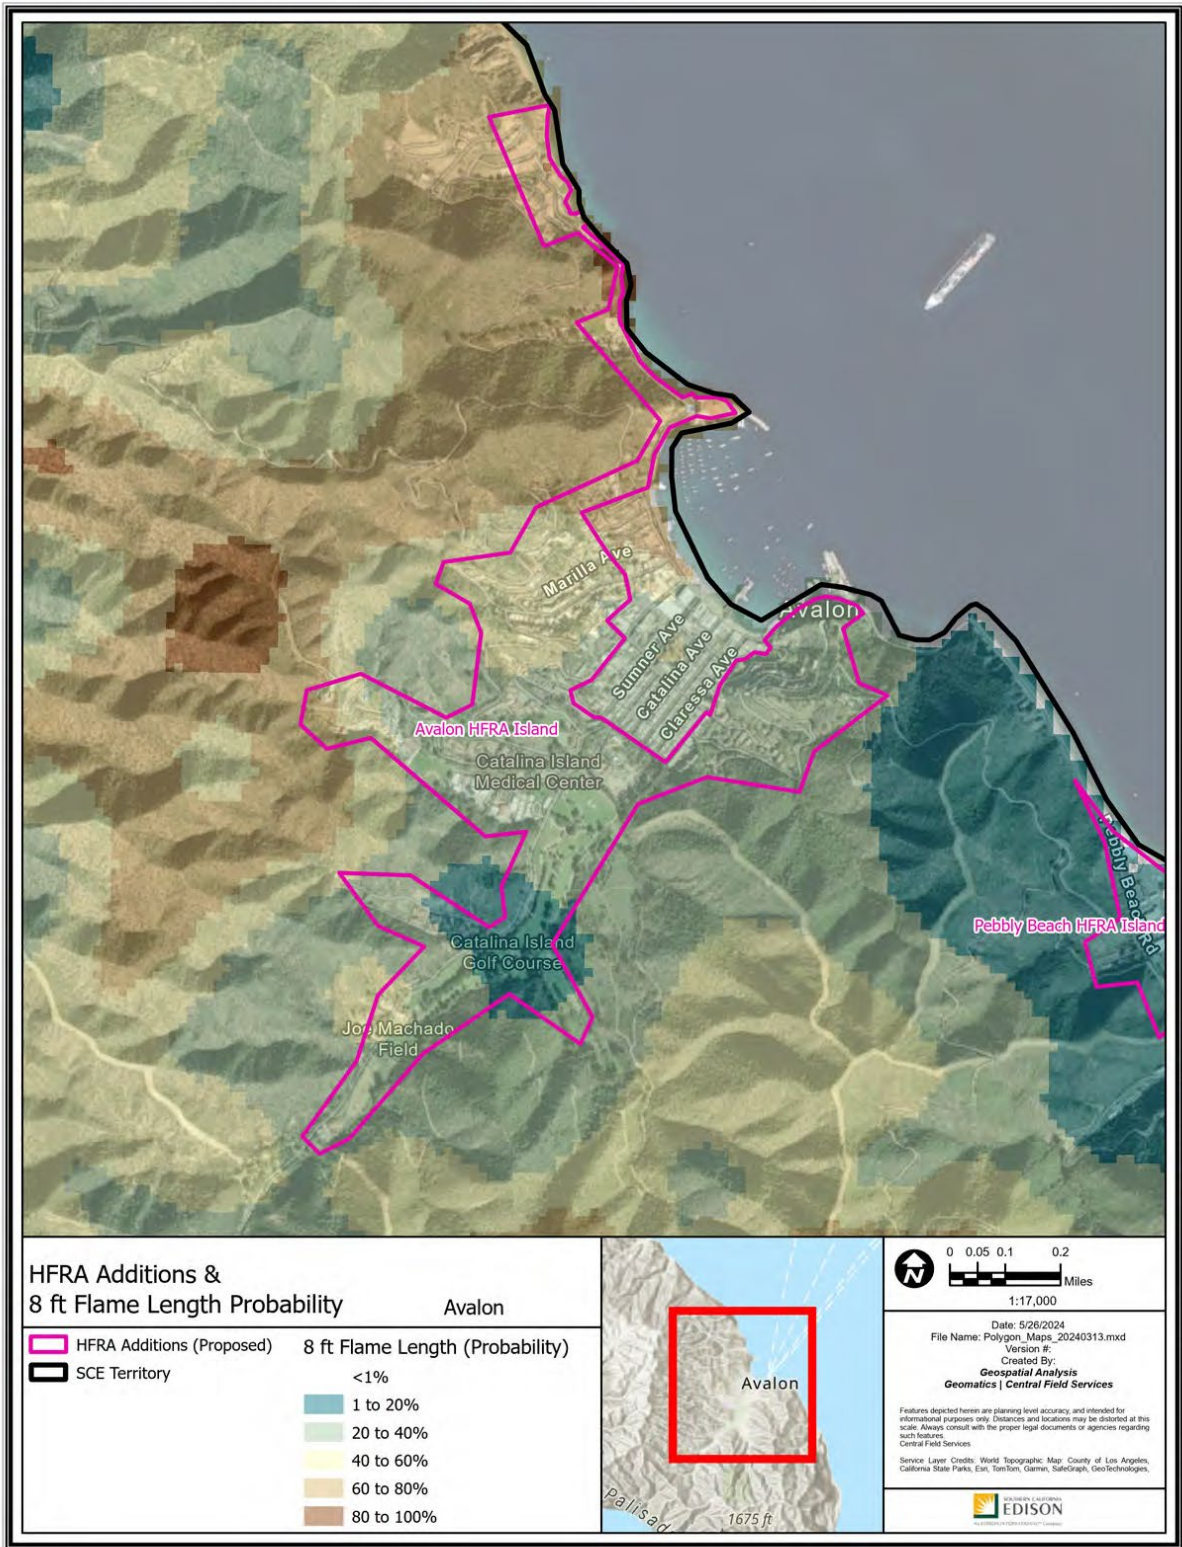 Marilla Ave
Avalon
Sumner Ave
Catalina Ave
Claressa Ave
Avalon HFRA Island
Catalina Island
Medical Center
Pebbly Beach Rd
Pebbly Beach HFRA Island
Catalina Island
Golf Course
Joe Machado
Field
HFRA Additions &
8 ft Flame Length Probability
Avalon
HFRA Additions (Proposed)
SCE Territory
8 ft Flame Length (Probability)
<1%
1 to 20%
20 to 40%
40 to 60%
60 to 80%
80 to 100%
Avalon
Palisad
1675 ft
N
0 0.05 0.1 0.2
Miles
1:17,000
Date: 5/26/2024
File Name: Polygon_Maps_20240313.mxd
Version #:
Created By:
Geospatial Analysis
Geomatics | Central Field Services
Features depicted herein are planning level accuracy, and intended for
informational purposes only. Distances and locations may be distorted at this
scale. Always consult with the proper legal documents or agencies regarding
such features.
Central Field Services
Service Layer Credits: World Topographic Map: County of Los Angeles,
California State Parks, Esri, TomTom, Garmin, SafeGraph, GeoTechnologies,
SOUTHERN CALIFORNIA
EDISON